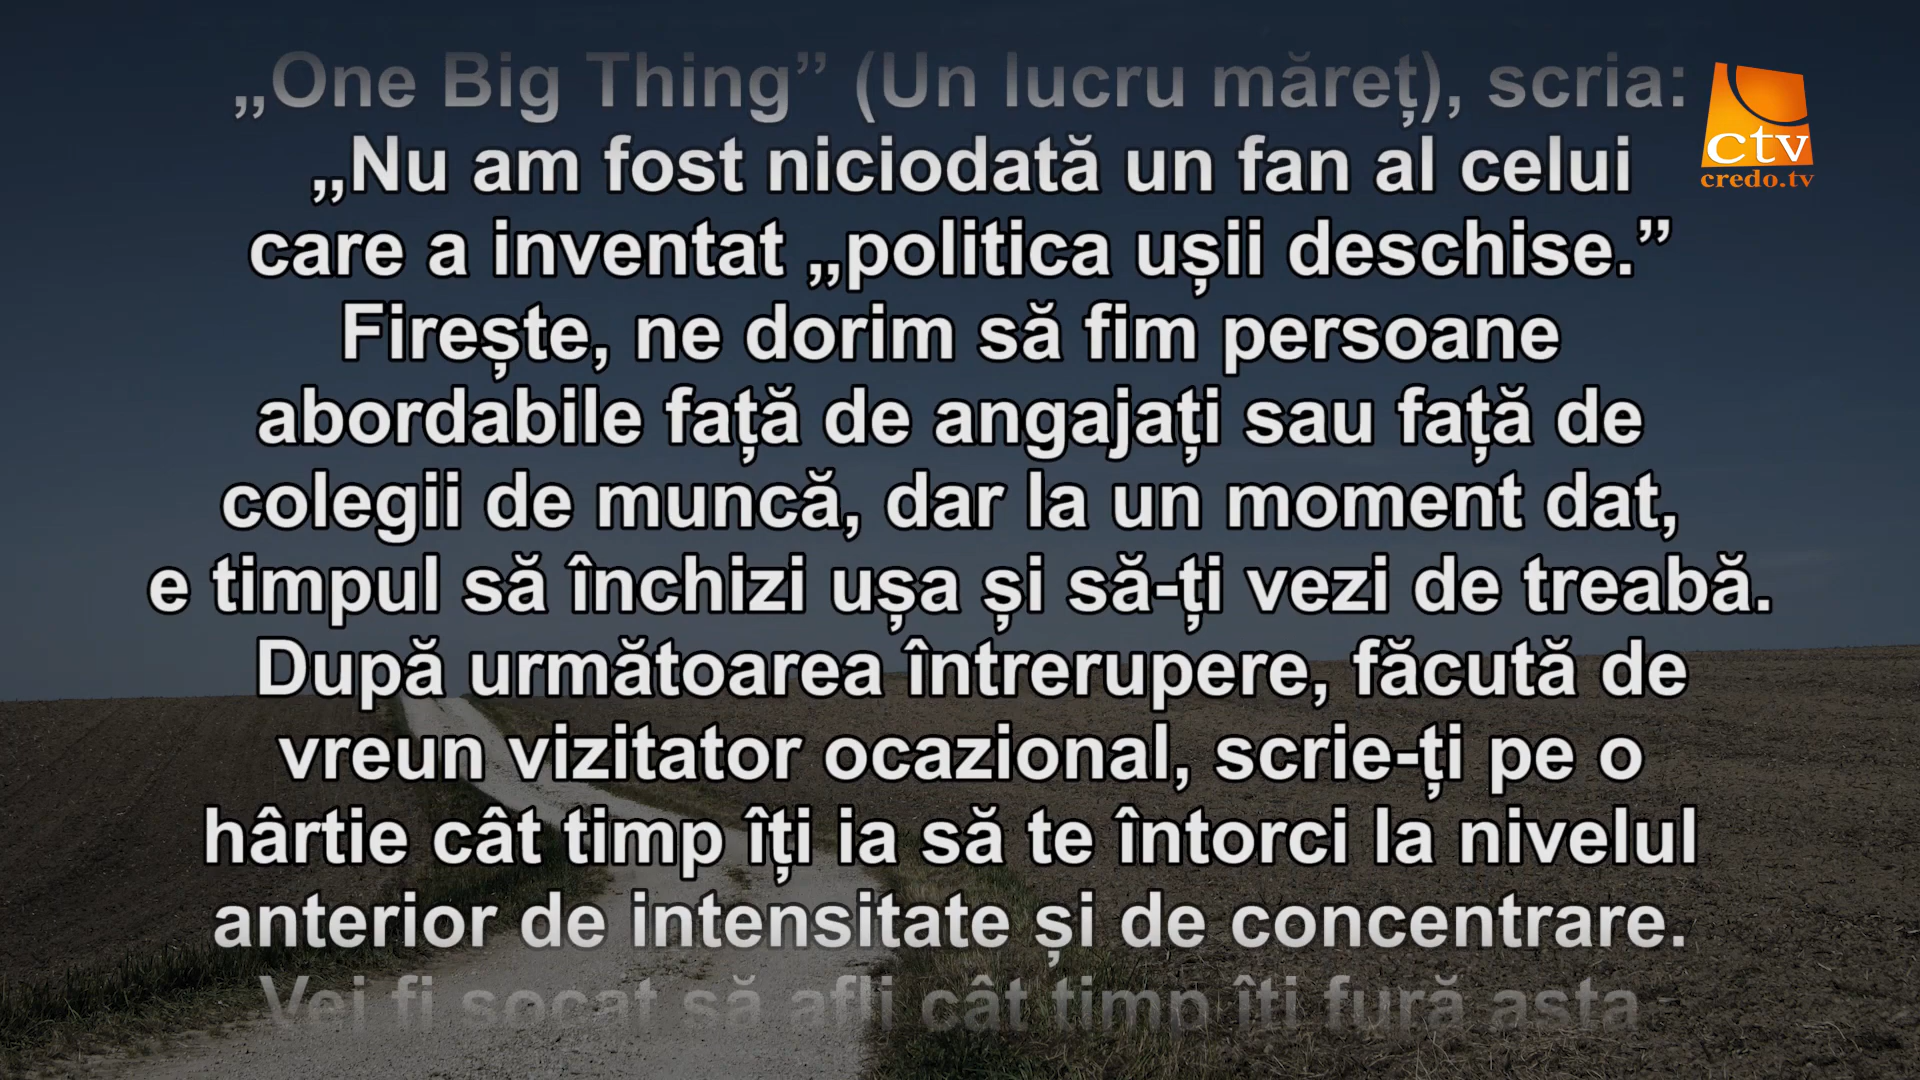 „One Big Thing” (Un lucru măreț), scria:
„Nu am fost niciodată un fan al celui
care a inventat „politica ușii deschise.”
Firește, ne dorim să fim persoane
abordabile față de angajați sau față de
colegii de muncă, dar la un moment dat,
e timpul să închizi ușa și să-ți vezi de treabă.
După următoarea întrerupere, făcută de
vreun vizitator ocazional, scrie-ți pe o
hârtie cât timp îți ia să te întorci la nivelul
anterior de intensitate și de concentrare.
Vei fi șocat să afli cât timp îți fură asta
ctv
credo.tv